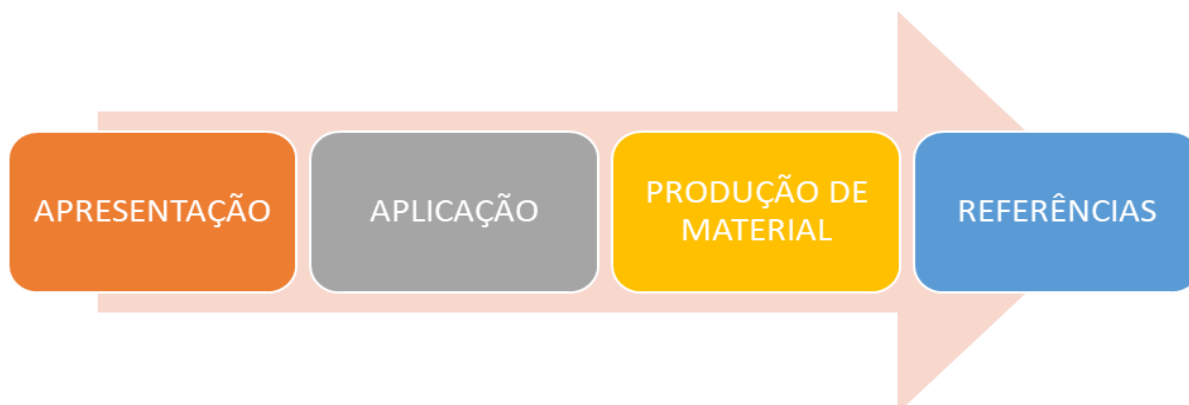 APRESENTAÇÃO
APLICAÇÃO
PRODUÇÃO DE
MATERIAL
REFERÊNCIAS